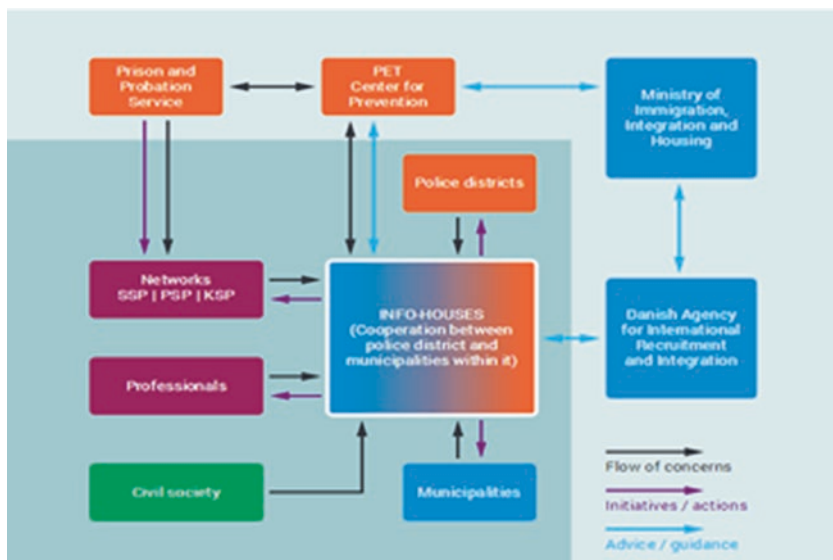 Prison and
Probation
Service
PET
Center for
Prevention
Ministry of
Immigration,
Integration and
Housing
Police districts
Networks
SSP | PSP | KSP
INFO-HOUSES
(Cooperation between
police district and
municipalities within it)
Danish Agency
for International
Recruitment
and Integration
Professionals
Civil society
Municipalities
Flow of concerns
Initiatives / actions
Advice / guidance